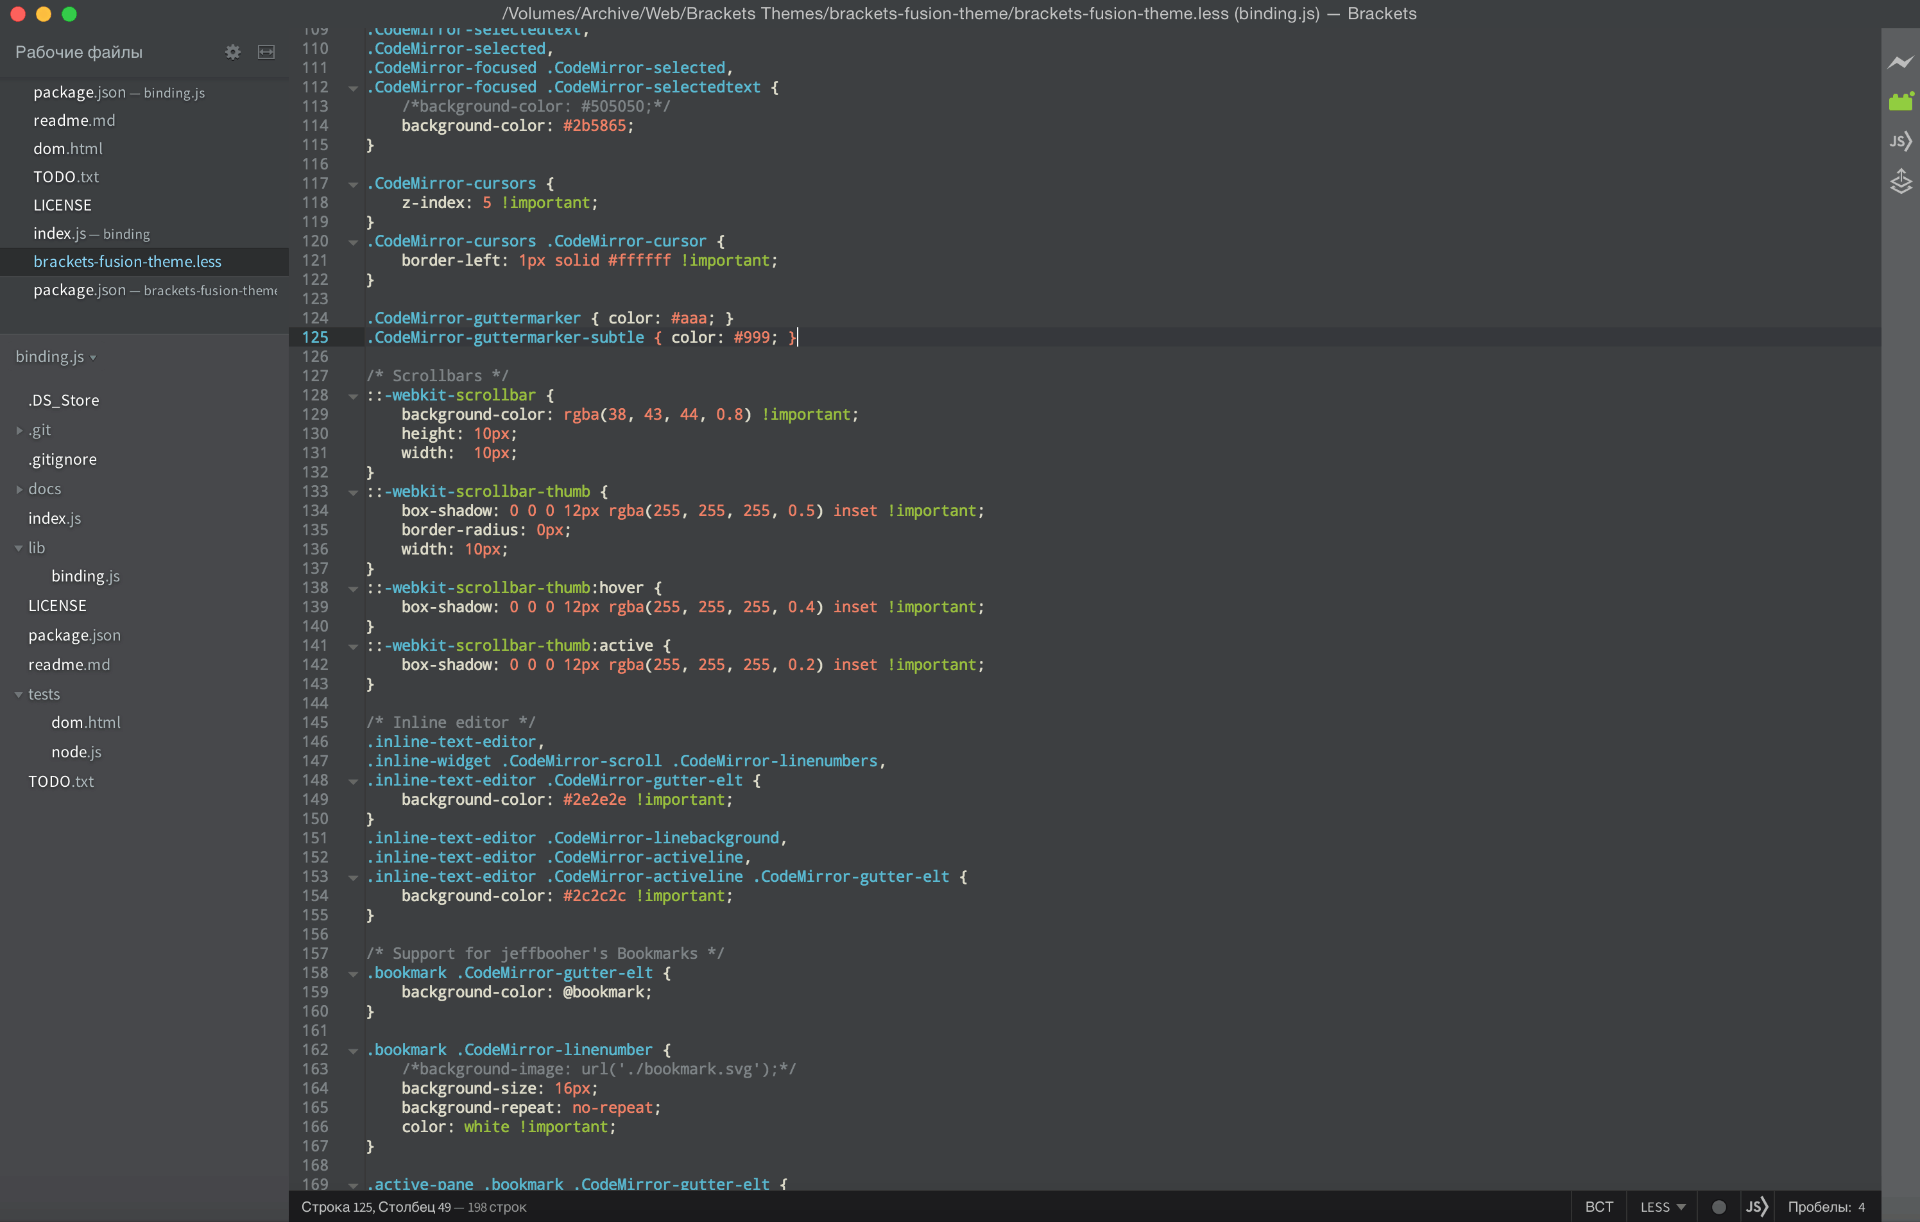 /Volumes/Archive/Web/Brackets Themes/brackets-fusion-theme/brackets-fusion-theme.less (binding.js) — Brackets
Рабочие файлы
package.json — binding.js
readme.md
dom.html
TODO.txt
LICENSE
index.js — binding
brackets-fusion-theme.less
package.json — brackets-fusion-theme
binding.js
.DS_Store
.git
.gitignore
docs
index.js
lib
binding.js
LICENSE
package.json
readme.md
tests
dom.html
node.js
TODO.txt
109 .CodeMirror-selectedtext,
110 .CodeMirror-selected,
111 .CodeMirror-focused .CodeMirror-selected,
112 .CodeMirror-focused .CodeMirror-selectedtext {
113 /*background-color: #505050;*/
114 background-color: #2b5865;
115 }
116
117 .CodeMirror-cursors {
118 z-index: 5 !important;
119 }
120 .CodeMirror-cursors .CodeMirror-cursor {
121 border-left: 1px solid #ffffff !important;
122 }
123
124 .CodeMirror-guttermarker { color: #aaa; }
125 .CodeMirror-guttermarker-subtle { color: #999; }
126
127 /* Scrollbars */
128 ::-webkit-scrollbar {
129 background-color: rgba(38, 43, 44, 0.8) !important;
130 height: 10px;
131 width:  10px;
132 }
133 ::-webkit-scrollbar-thumb {
134 box-shadow: 0 0 0 12px rgba(255, 255, 255, 0.5) inset !important;
135 border-radius: 0px;
136 width: 10px;
137 }
138 ::-webkit-scrollbar-thumb:hover {
139 box-shadow: 0 0 0 12px rgba(255, 255, 255, 0.4) inset !important;
140 }
141 ::-webkit-scrollbar-thumb:active {
142 box-shadow: 0 0 0 12px rgba(255, 255, 255, 0.2) inset !important;
143 }
144
145 /* Inline editor */
146 .inline-text-editor,
147 .inline-widget .CodeMirror-scroll .CodeMirror-linenumbers,
148 .inline-text-editor .CodeMirror-gutter-elt {
149 background-color: #2e2e2e !important;
150 }
151 .inline-text-editor .CodeMirror-linebackground,
152 .inline-text-editor .CodeMirror-activeline,
153 .inline-text-editor .CodeMirror-activeline .CodeMirror-gutter-elt {
154 background-color: #2c2c2c !important;
155 }
156
157 /* Support for jeffbooher's Bookmarks */
158 .bookmark .CodeMirror-gutter-elt {
159 background-color: @bookmark;
160 }
161
162 .bookmark .CodeMirror-linenumber {
163 /*background-image: url('./bookmark.svg');*/
164 background-size: 16px;
165 background-repeat: no-repeat;
166 color: white !important;
167 }
168
169 .active-pane .bookmark .CodeMirror-gutter-elt {
JS
Строка 125, Столбец 49 — 198 строк
ВСТ
LESS
JS
Пробелы: 4